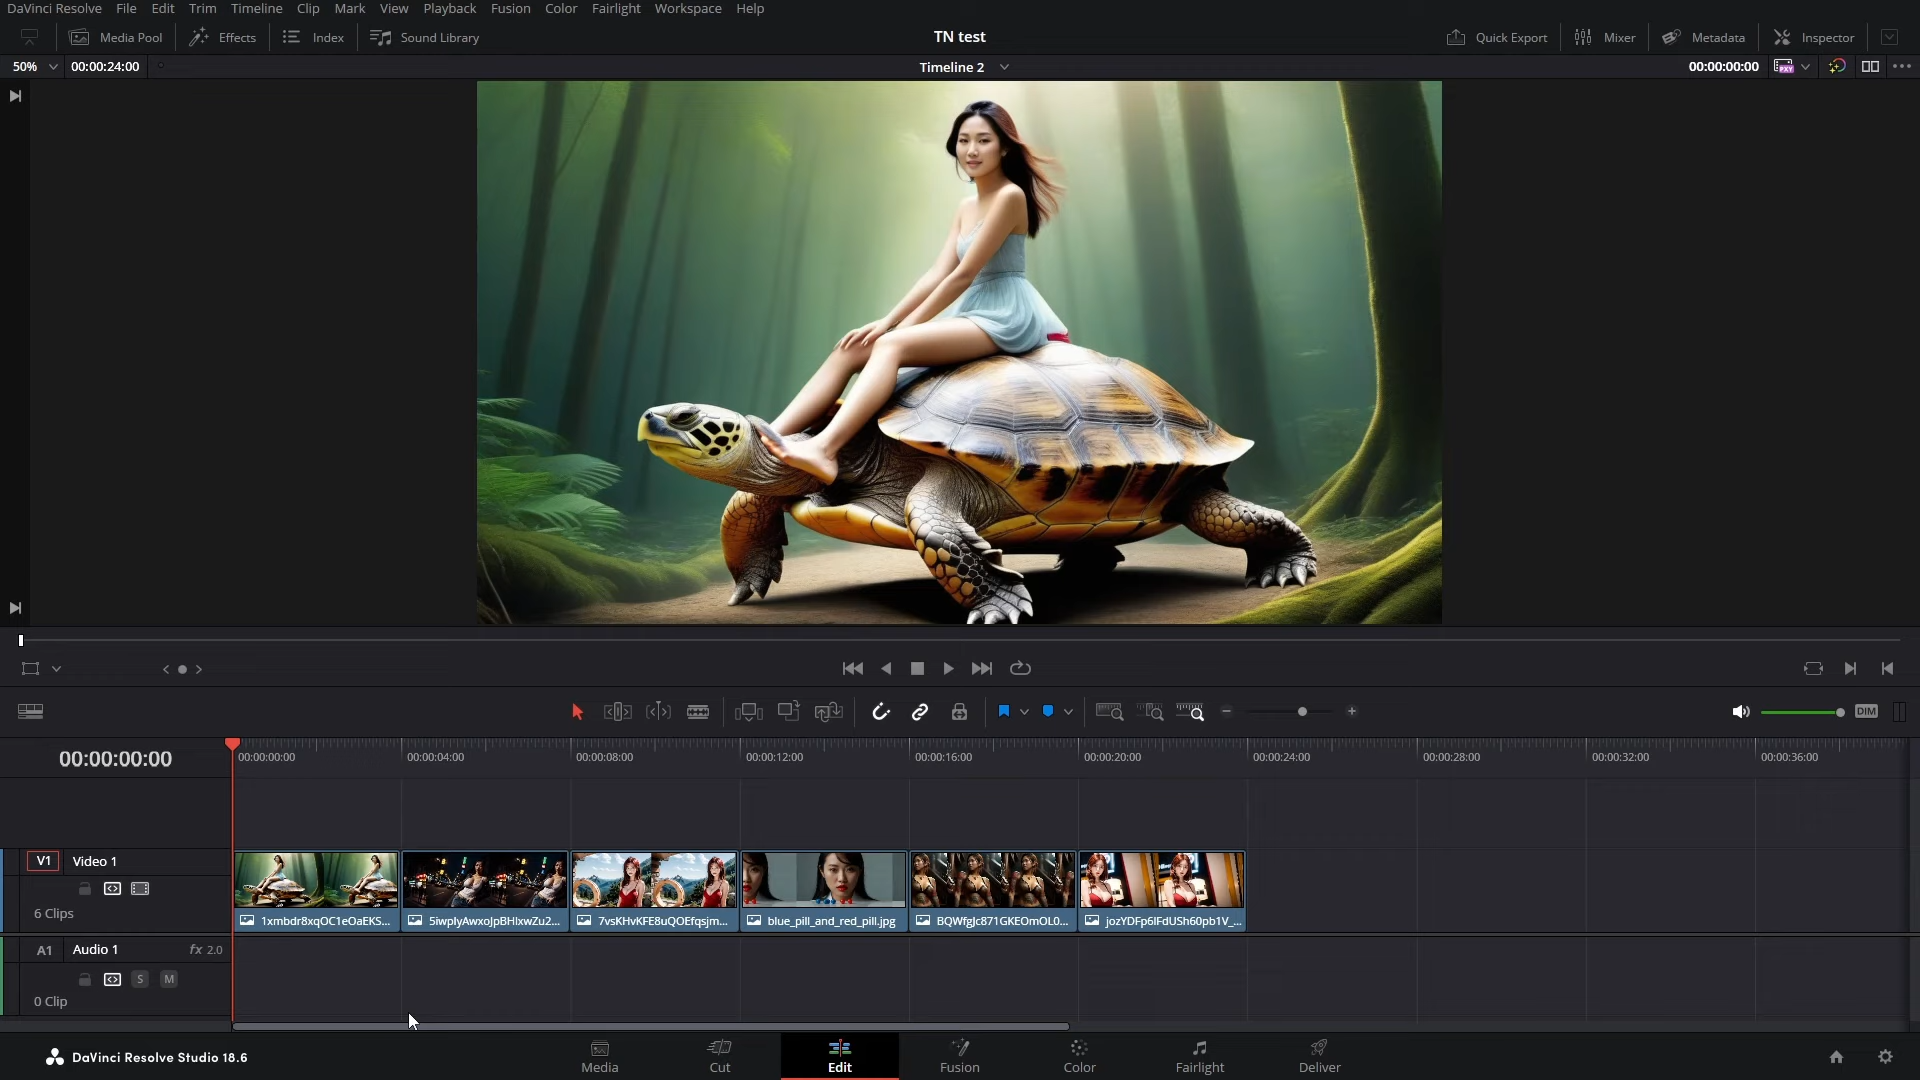 DaVinci Resolve File Edit Trim Timeline Clip Mark View Playback Fusion Color Fairlight Workspace Help
Media Pool Effects Index Sound Library TN test Quick Export Mixer Metadata Inspector
50% 00:00:24:00 Timeline 2 00:00:00:00 PXY
DIM
00:00:00:00 00:00:00:00 00:00:04:00 00:00:08:00 00:00:12:00 00:00:16:00 00:00:20:00 00:00:24:00 00:00:28:00 00:00:32:00 00:00:36:00
V1 Video 1
6 Clips
1xmbdr8xqOC1eOaEKS... 5iwplyAwxoJpBHlxwZu2... 7vsKHvKFE8uQOEfqsjm... blue_pill_and_red_pill.jpg BQWfgJc871GKEOmOL0... jozYDFp6lFdUSh60pb1V_...
A1 Audio 1 fx 2.0
S M
0 Clip
DaVinci Resolve Studio 18.6 Media Cut Edit Fusion Color Fairlight Deliver